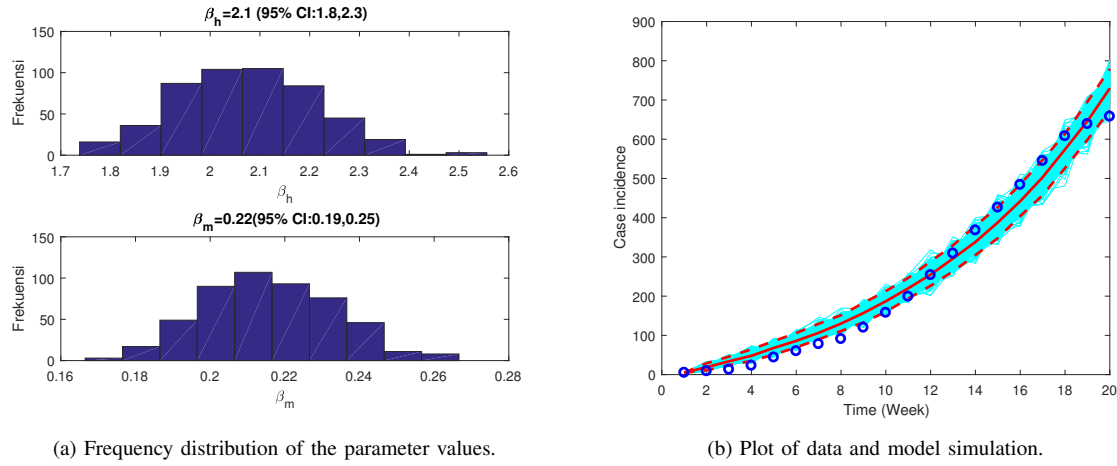 β_h=2.1 (95% CI:1.8,2.3)
Frekuensi
150
100
50
0
1.7 1.8 1.9 2 2.1 2.2 2.3 2.4 2.5 2.6
β_h
β_m=0.22(95% CI:0.19,0.25)
Frekuensi
150
100
50
0
0.16 0.18 0.2 0.22 0.24 0.26 0.28
β_m
(a) Frequency distribution of the parameter values.
Case incidence
900
800
700
600
500
400
300
200
100
0
0 2 4 6 8 10 12 14 16 18 20
Time (Week)
(b) Plot of data and model simulation.